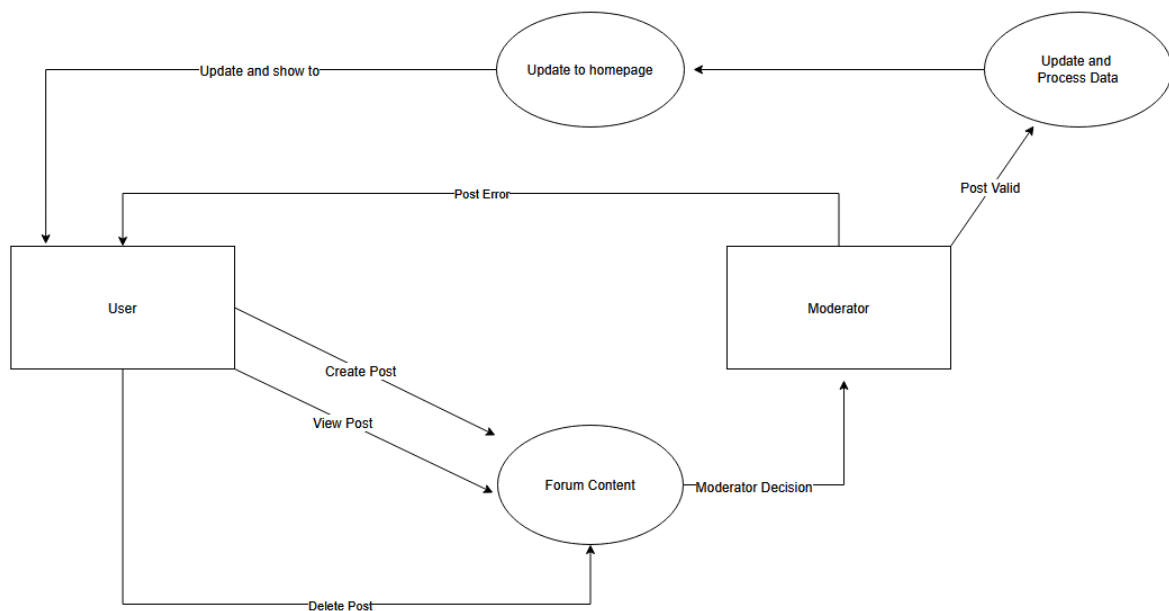 Update and show to
Update to homepage
Update and
Process Data
Post Error
Post Valid
User
Moderator
Create Post
View Post
Forum Content
Moderator Decision
Delete Post